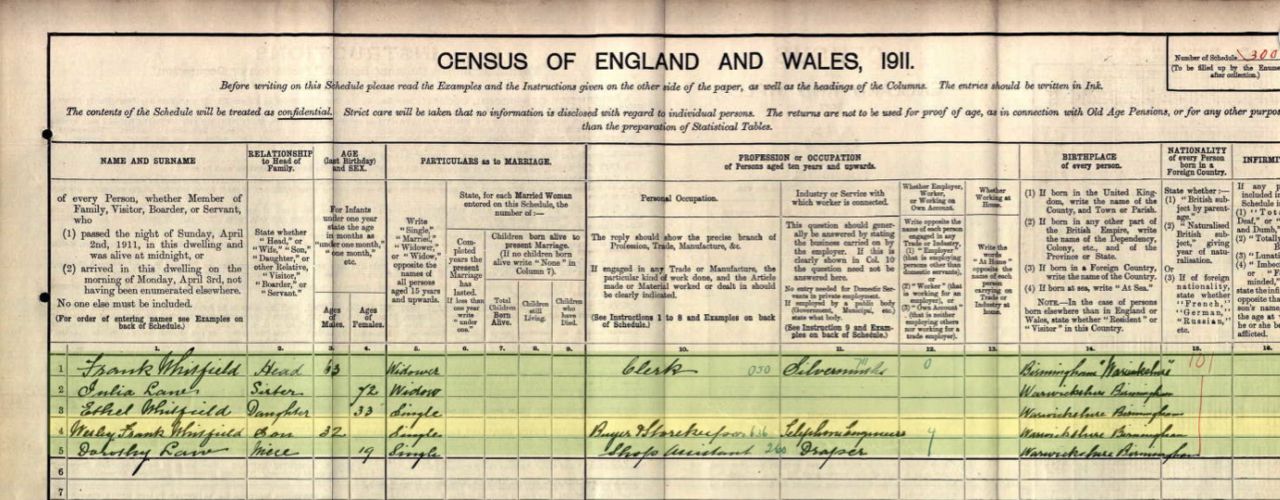 CENSUS OF ENGLAND AND WALES, 1911.
Number of Schedule 300
(To be filled up by the Enume
after collection.)
Before writing on this Schedule please read the Examples and the Instructions given on the other side of the paper, as well as the headings of the Columns. The entries should be written in Ink.
The contents of the Schedule will be treated as confidential. Strict care will be taken that no information is disclosed with regard to individual persons. The returns are not to be used for proof of age, as in connection with Old Age Pensions, or for any other purpos
than the preparation of Statistical Tables.
NAME AND SURNAME
of every Person, whether Member of
Family, Visitor, Boarder, or Servant,
who
(1) passed the night of Sunday, April
2nd, 1911, in this dwelling and
was alive at midnight, or
(2) arrived in this dwelling on the
morning of Monday, April 3rd, not
having been enumerated elsewhere.
No one else must be included.
(For order of entering names see Examples on
back of Schedule.)
RELATIONSHIP
to Head of
Family.
State whether
"Head," or
"Wife," "Son,"
"Daughter," or
other Relative,
"Visitor,"
"Boarder," or
"Servant."
AGE
(last Birthday)
and SEX.
For Infants
under one year
state the age
in months as
"under one month,"
"one month,"
etc.
Ages
of
Males.
Ages
of
Females.
PARTICULARS as to MARRIAGE.
Write
"Single,"
"Married,"
"Widower,"
or "Widow,"
opposite the
names of
all persons
aged 15 years
and upwards.
State, for each Married Woman
entered on this Schedule, the
number of:—
Completed
years the
present
Marriage
has
lasted.
If less than
one year
write
"under
one."
Children born alive to
present Marriage.
(If no children born
alive write "None" in
Column 7).
Total
Children
Born
Alive.
Children
still
Living.
Children
who
have
Died.
PROFESSION or OCCUPATION
of Persons aged ten years and upwards.
Personal Occupation.
The reply should show the precise branch of
Profession, Trade, Manufacture, &c.
If engaged in any Trade or Manufacture, the
particular kind of work done, and the Article
made or Material worked or dealt in should
be clearly indicated.
(See Instructions 1 to 8 and Examples on back
of Schedule.)
Industry or Service with
which worker is connected.
This question should gener-
ally be answered by stating
the business carried on by
the employer. If this is
clearly shown in Col. 10
the question need not be
answered here.
No entry needed for Domestic Ser-
vants in private employment.
If employed by a public body
(Government, Municipal, etc.)
state what body.
(See Instruction 9 and Exam-
ples on back of Schedule.)
Whether Employer,
Worker,
or Working on
Own Account.
Write opposite the
name of each person
engaged in any
Trade or Industry,
(1) "Employer"
(that is employing
persons other than
domestic servants),
or
(2) "Worker" (that
is working for an
employer), or
(3) "Own Account"
(that is neither
employing others
nor working for a
trade employer).
Whether
Working at
Home.
Write the
words
"At Home"
opposite the
name of each
person
carrying on
Trade or
Industry at
home.
BIRTHPLACE
of every person.
(1) If born in the United King-
dom, write the name of the
County, and Town or Parish.
(2) If born in any other part of
the British Empire, write
the name of the Dependency,
Colony, etc., and of the
Province or State.
(3) If born in a Foreign Country,
write the name of the Country.
(4) If born at sea, write "At Sea."
NOTE.—In the case of persons
born elsewhere than in England or
Wales, state whether "Resident" or
"Visitor" in this Country.
NATIONALITY
of every Person
born in a
Foreign Country.
State whether:—
(1) "British sub-
ject by parent-
age."
(2) "Naturalised
British sub-
ject," giving
year of natu-
ralisation.
Or
(3) If of foreign
nationality,
state whether
"French,"
"German,"
"Russian,"
etc.
INFIRMIT
1. 2. 3. 4. 5. 6. 7. 8. 9. 10. 11. 12. 13. 14. 15. 16.
1 Frank Whitfield Head 63 Widower Clerk 050 0 Birmingham "Warwickshire" 101
2 Julia Lane Sister 72 Widow Warwickshire Birmingham
3 Ethel Whitfield Daughter 33 Single Warwickshire Birmingham
4 Wesley Frank Whitfield Son 32 Single Buyer & Storekeeper 636 Telephone Engineers Warwickshire Birmingham
5 Dorothy Lane Niece 19 Single Shop Assistant 260 Draper Warwickshire Birmingham
6
7